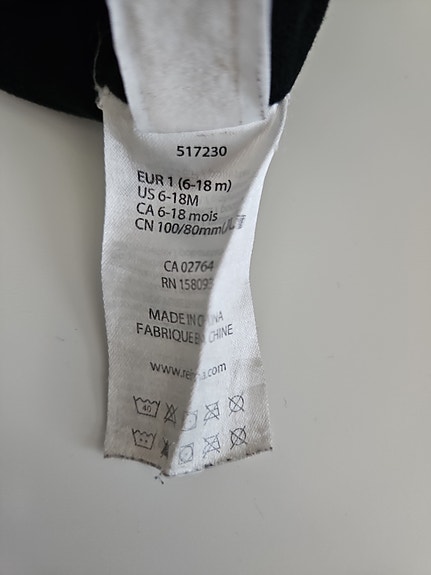 517230
EUR 1 (6-18 m)
US 6-18M
CA 6-18 mois
CN 100/80mm
CA 02764
RN 158093
MADE IN
FABRIQUE CHINE
40